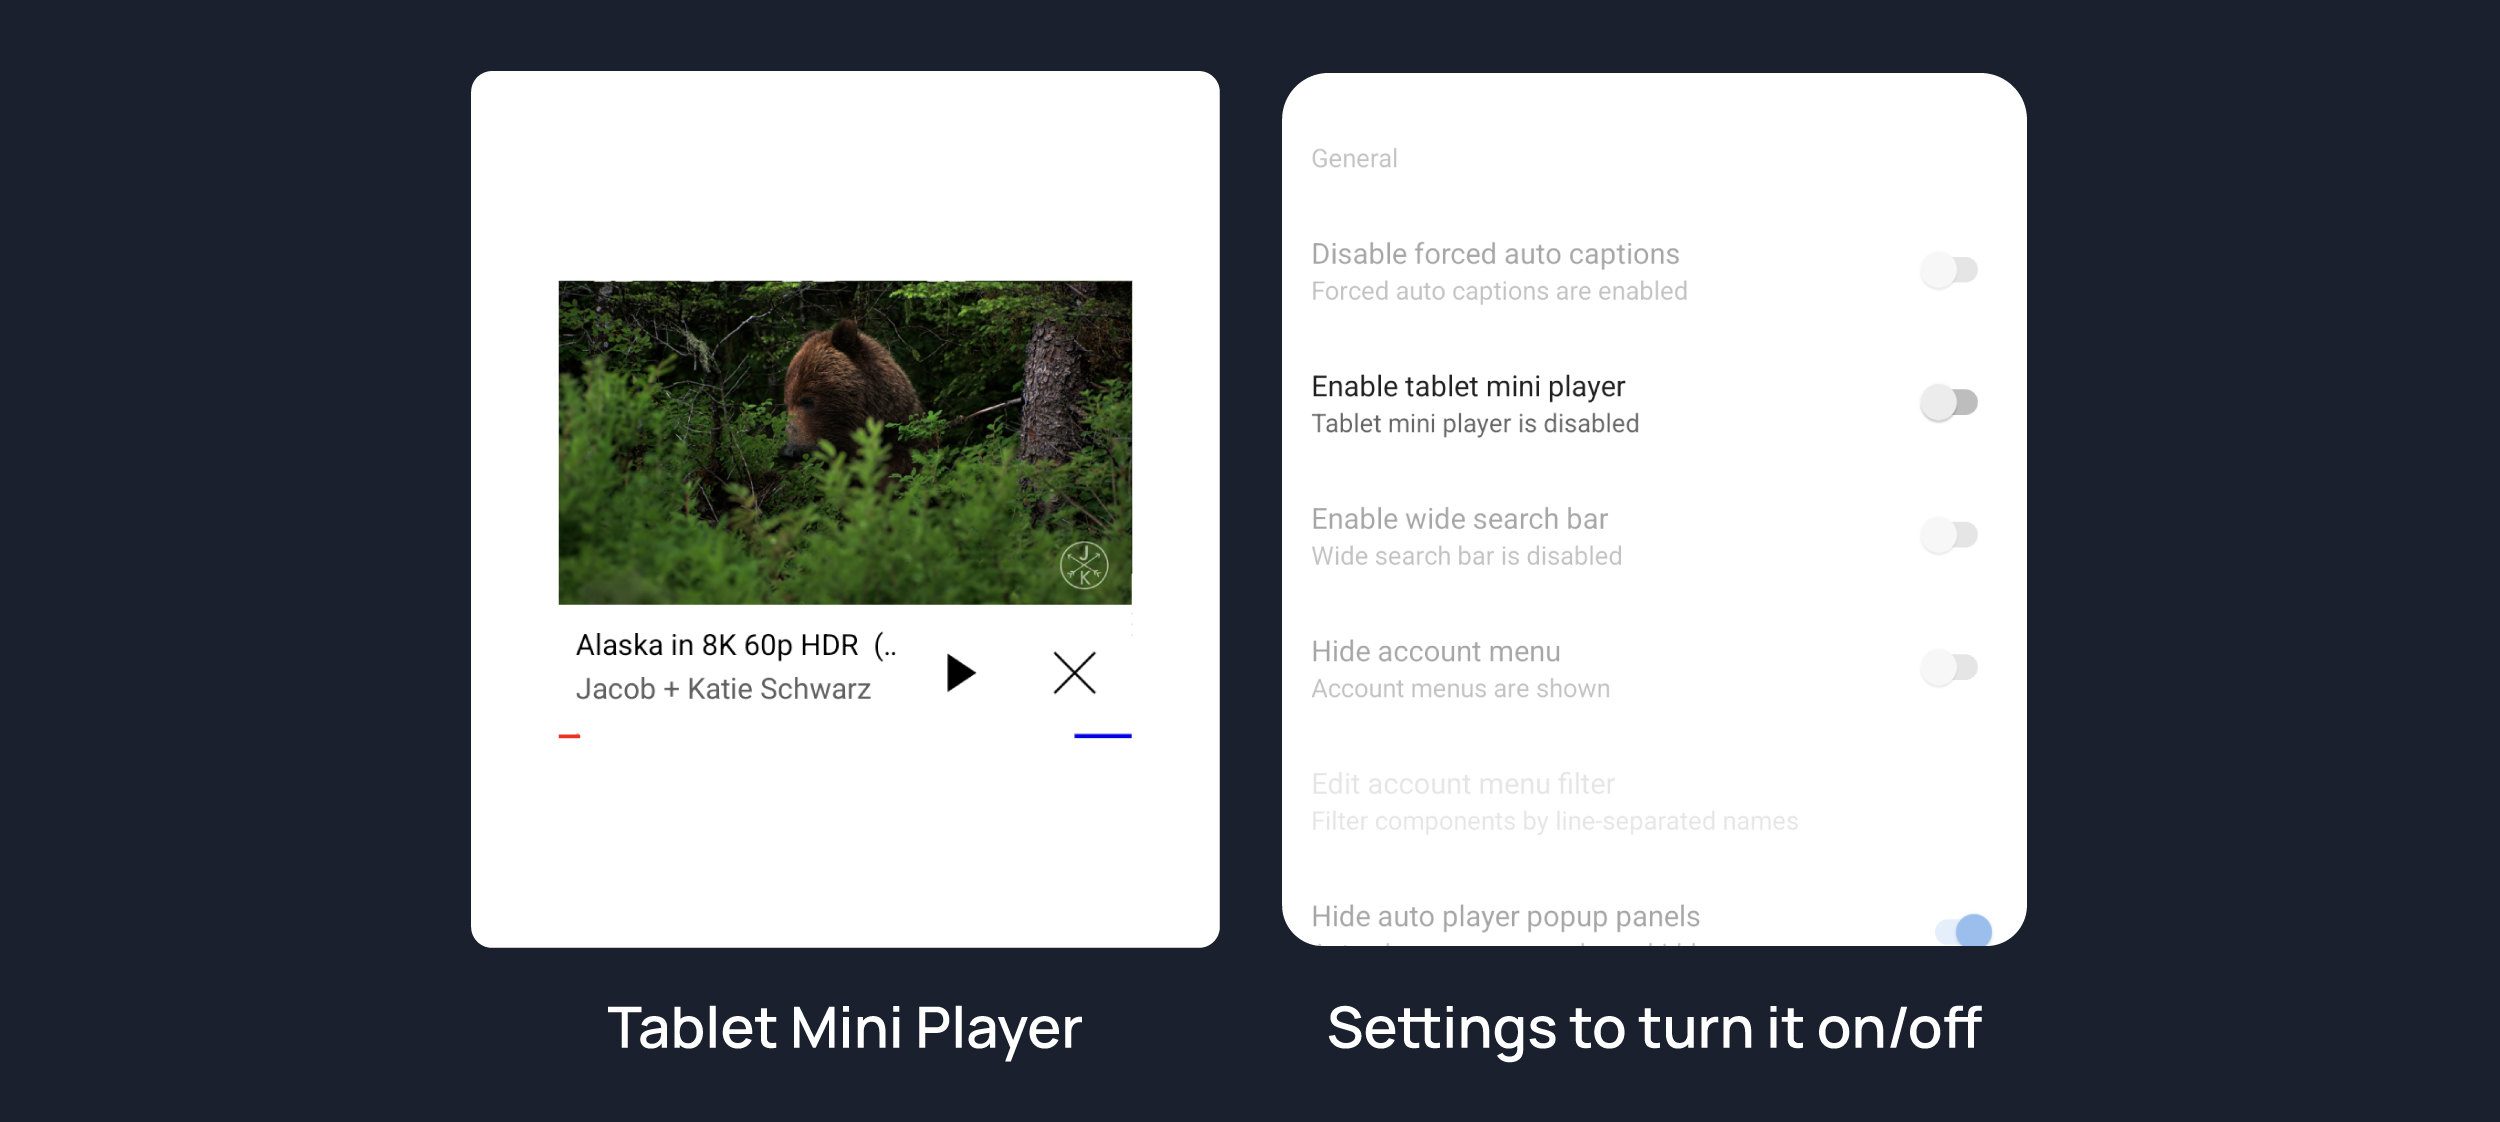 J
K
Alaska in 8K 60p HDR (..
Jacob + Katie Schwarz
Tablet Mini Player
General
Disable forced auto captions
Forced auto captions are enabled
Enable tablet mini player
Tablet mini player is disabled
Enable wide search bar
Wide search bar is disabled
Hide account menu
Account menus are shown
Edit account menu filter
Filter components by line-separated names
Hide auto player popup panels
Settings to turn it on/off